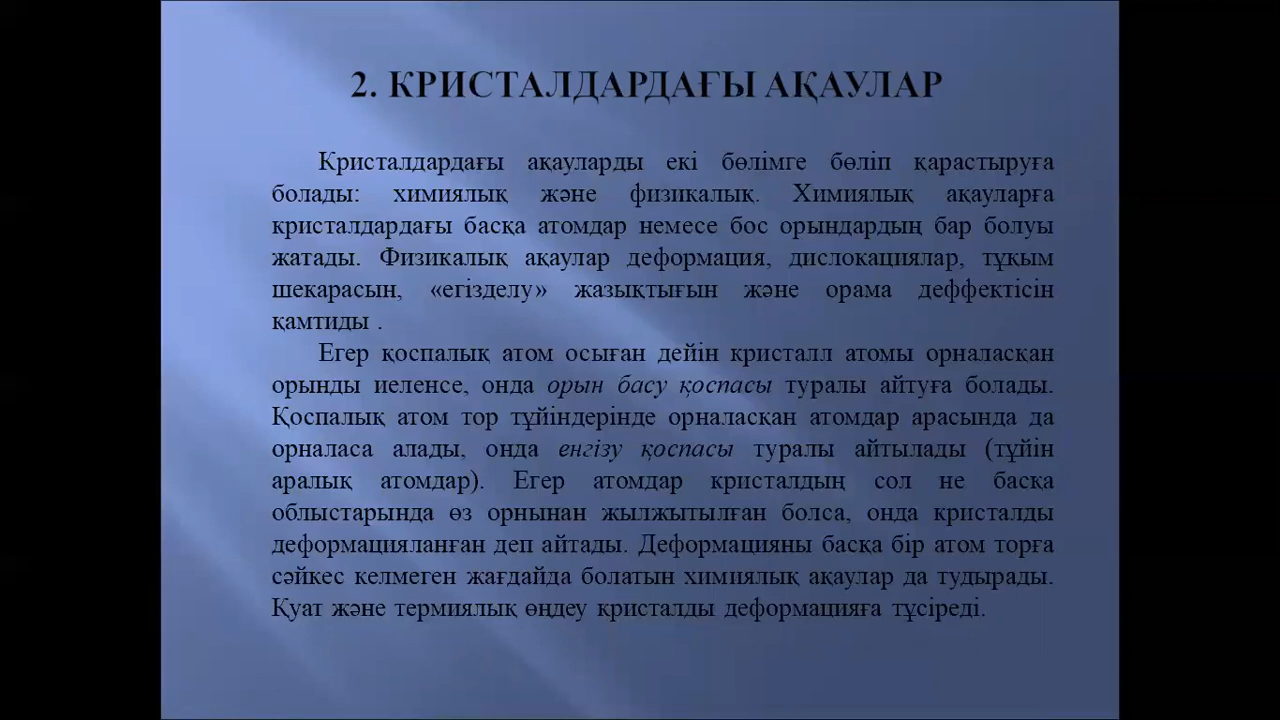 2. КРИСТАЛДАРДАҒЫ АҚАУЛАР
Кристалдардағы ақауларды екі бөлімге бөліп қарастыруға
болады: химиялық және физикалық. Химиялық ақауларға
кристалдардағы басқа атомдар немесе бос орындардың бар болуы
жатады. Физикалық ақаулар деформация, дислокациялар, тұқым
шекарасын, «егізделу» жазықтығын және орама деффектісін
қамтиды .
Егер қоспалық атом осыған дейін кристалл атомы орналасқан
орынды иеленсе, онда орын басу қоспасы туралы айтуға болады.
Қоспалық атом тор түйіндерінде орналасқан атомдар арасында да
орналаса алады, онда енгізу қоспасы туралы айтылады (түйін
аралық атомдар). Егер атомдар кристалдың сол не басқа
облыстарында өз орнынан жылжытылған болса, онда кристалды
деформацияланған деп айтады. Деформацияны басқа бір атом торға
сәйкес келмеген жағдайда болатын химиялық ақаулар да тудырады.
Қуат және термиялық өңдеу кристалды деформацияға түсіреді.